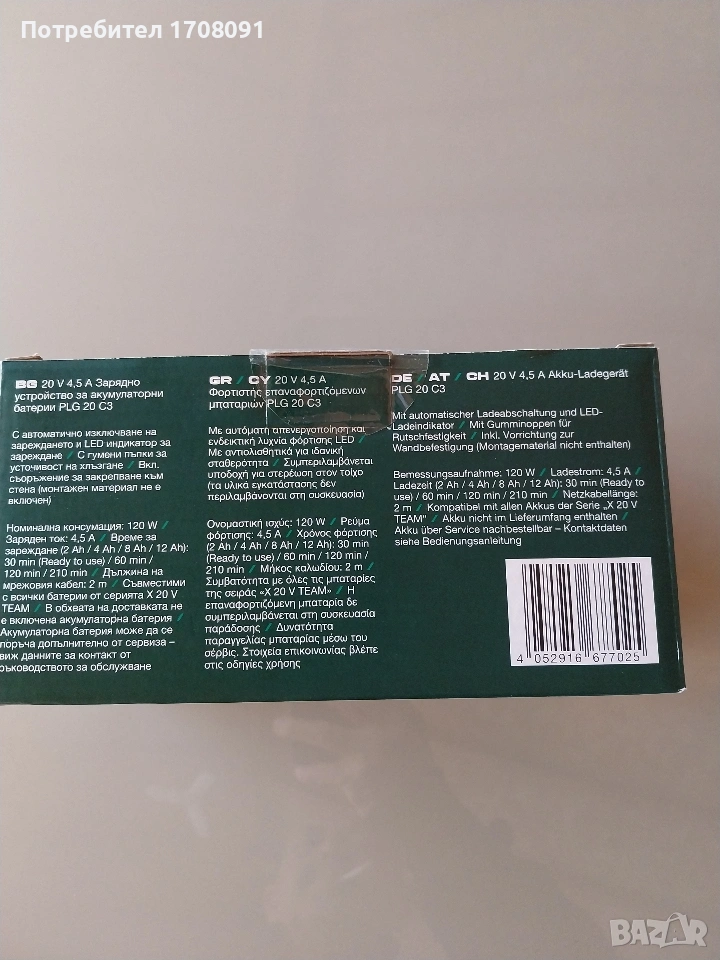 Потребител 1708091
BG 20 V 4,5 A Зарядно
устройство за акумулаторни
батерии PLG 20 C3
С автоматично изключване на
зареждането и LED индикатор за
зареждане / С гумени пъпки за
усточивост на хлъзгане / Вкл.
съоръжение за закрепване към
стена (монтажен материал не е
включен)
Номинална консумация: 120 W /
Заряден ток: 4,5 A / Време за
зареждане (2 Ah / 4 Ah / 8 Ah / 12 Ah):
30 min (Ready to use) / 60 min /
120 min / 210 min / Дължина на
мрежовия кабел: 2 m / Съвместими
с всички батерии от серията X 20 V
TEAM / В обхвата на доставката не
е включена акумулаторна батерия /
Акумулаторна батерия може да се
поръча допълнително от сервиза –
виж данните за контакт от
ръководството за обслужване
GR / CY 20 V 4,5 A
Φορτιστής επαναφορτιζόμενων
μπαταριών PLG 20 C3
Με αυτόματη απενεργοποίηση και
ενδεικτική λυχνία φόρτισης LED /
Με αντιολισθητικά για ιδανική
σταθερότητα / Συμπεριλαμβάνεται
υποδοχή για στερέωση στον τοίχο
(τα υλικά εγκατάστασης δεν
περιλαμβάνονται στη συσκευασία)
Ονομαστική ισχύς: 120 W / Ρεύμα
φόρτισης: 4,5 A / Χρόνος φόρτισης
(2 Ah / 4 Ah / 8 Ah / 12 Ah): 30 min
(Ready to use) / 60 min / 120 min /
210 min / Μήκος καλωδίου: 2 m /
Συμβατότητα με όλες τις μπαταρίες
της σειράς «X 20 V TEAM» / Η
επαναφορτιζόμενη μπαταρία δε
συμπεριλαμβάνεται στη συσκευασία
παράδοσης / Δυνατότητα
παραγγελίας μπαταρίας μέσω του
σέρβις. Στοιχεία επικοινωνίας βλέπε
στις οδηγίες χρήσης
DE / AT / CH 20 V 4,5 A Akku-Ladegerät
PLG 20 C3
Mit automatischer Ladeabschaltung und LED-
Ladeindikator / Mit Gumminoppen für
Rutschfestigkeit / Inkl. Vorrichtung zur
Wandbefestigung (Montagematerial nicht enthalten)
Bemessungsaufnahme: 120 W / Ladestrom: 4,5 A /
Ladezeit (2 Ah / 4 Ah / 8 Ah / 12 Ah): 30 min (Ready to
use) / 60 min / 120 min / 210 min / Netzkabellänge:
2 m / Kompatibel mit allen Akkus der Serie „X 20 V
TEAM“ / Akku nicht im Lieferumfang enthalten /
Akku über Service nachbestellbar – Kontaktdaten
siehe Bedienungsanleitung
4 052916 677025
BAZAR